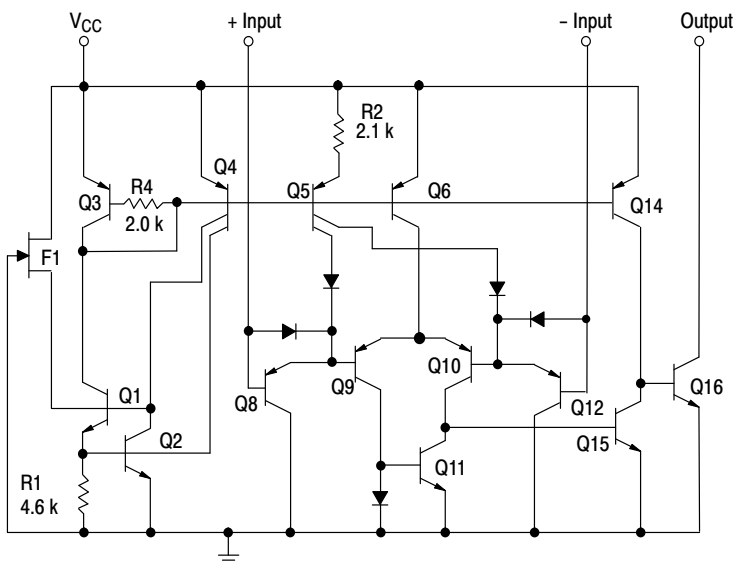 VCC
+ Input
– Input
Output
R2
2.1 k
Q4
Q3
R4
2.0 k
Q5
Q6
Q14
F1
Q1
Q8
Q9
Q10
Q12
Q16
Q2
Q15
Q11
R1
4.6 k